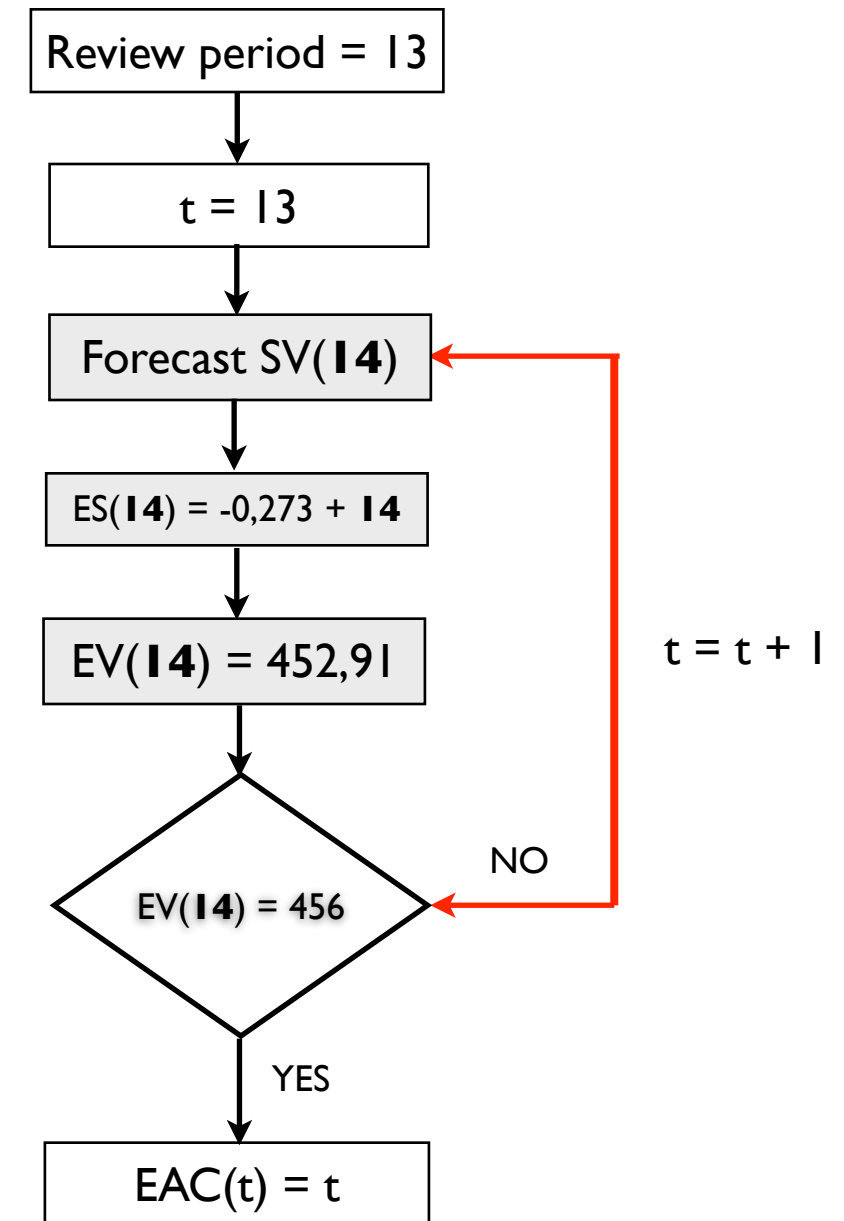 Review period = 13
t = 13
Forecast SV(14)
ES(14) = -0,273 + 14
EV(14) = 452,91
t = t + 1
NO
EV(14) = 456
YES
EAC(t) = t